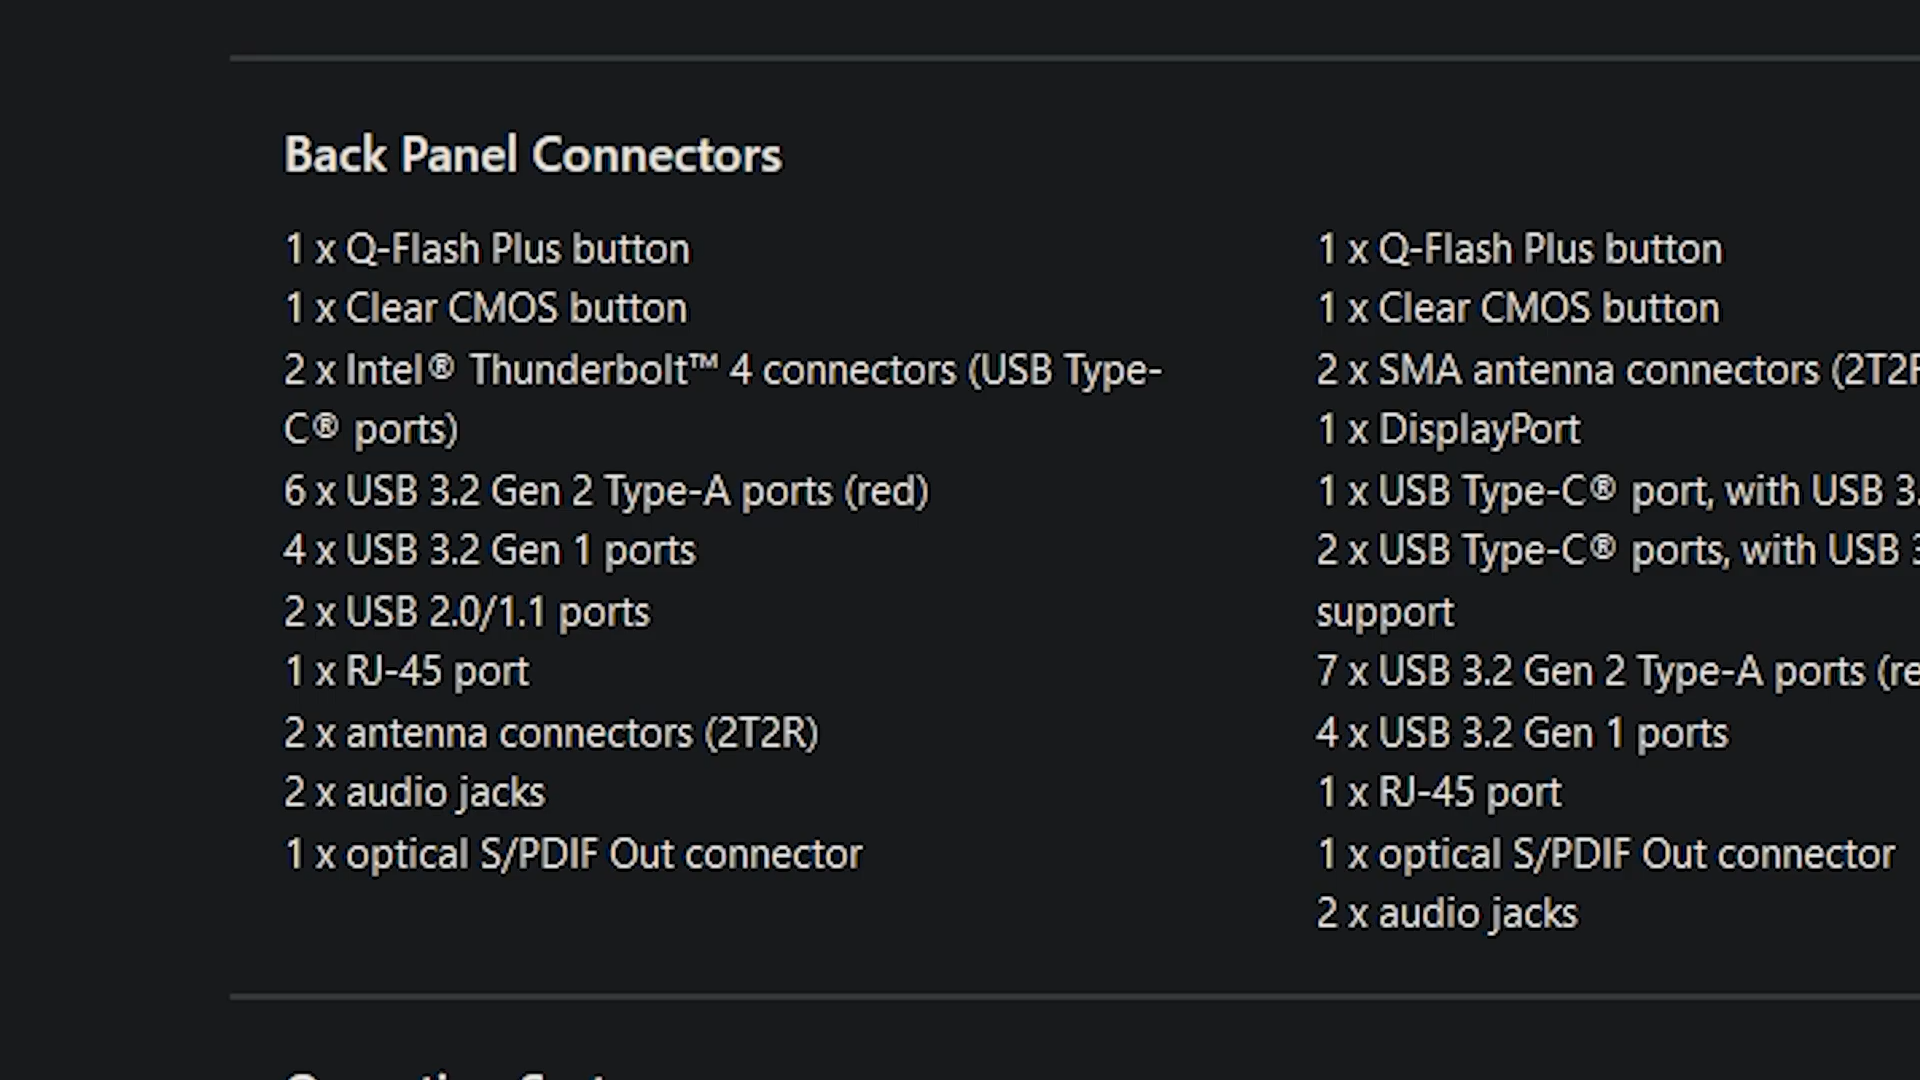 Back Panel Connectors
1 x Q-Flash Plus button
1 x Clear CMOS button
2 x Intel® Thunderbolt™ 4 connectors (USB Type-
C® ports)
6 x USB 3.2 Gen 2 Type-A ports (red)
4 x USB 3.2 Gen 1 ports
2 x USB 2.0/1.1 ports
1 x RJ-45 port
2 x antenna connectors (2T2R)
2 x audio jacks
1 x optical S/PDIF Out connector
1 x Q-Flash Plus button
1 x Clear CMOS button
2 x SMA antenna connectors
1 x DisplayPort
1 x USB Type-C® port, with USB
2 x USB Type-C® ports, with USB
support
7 x USB 3.2 Gen 2 Type-A ports
4 x USB 3.2 Gen 1 ports
1 x RJ-45 port
1 x optical S/PDIF Out connector
2 x audio jacks